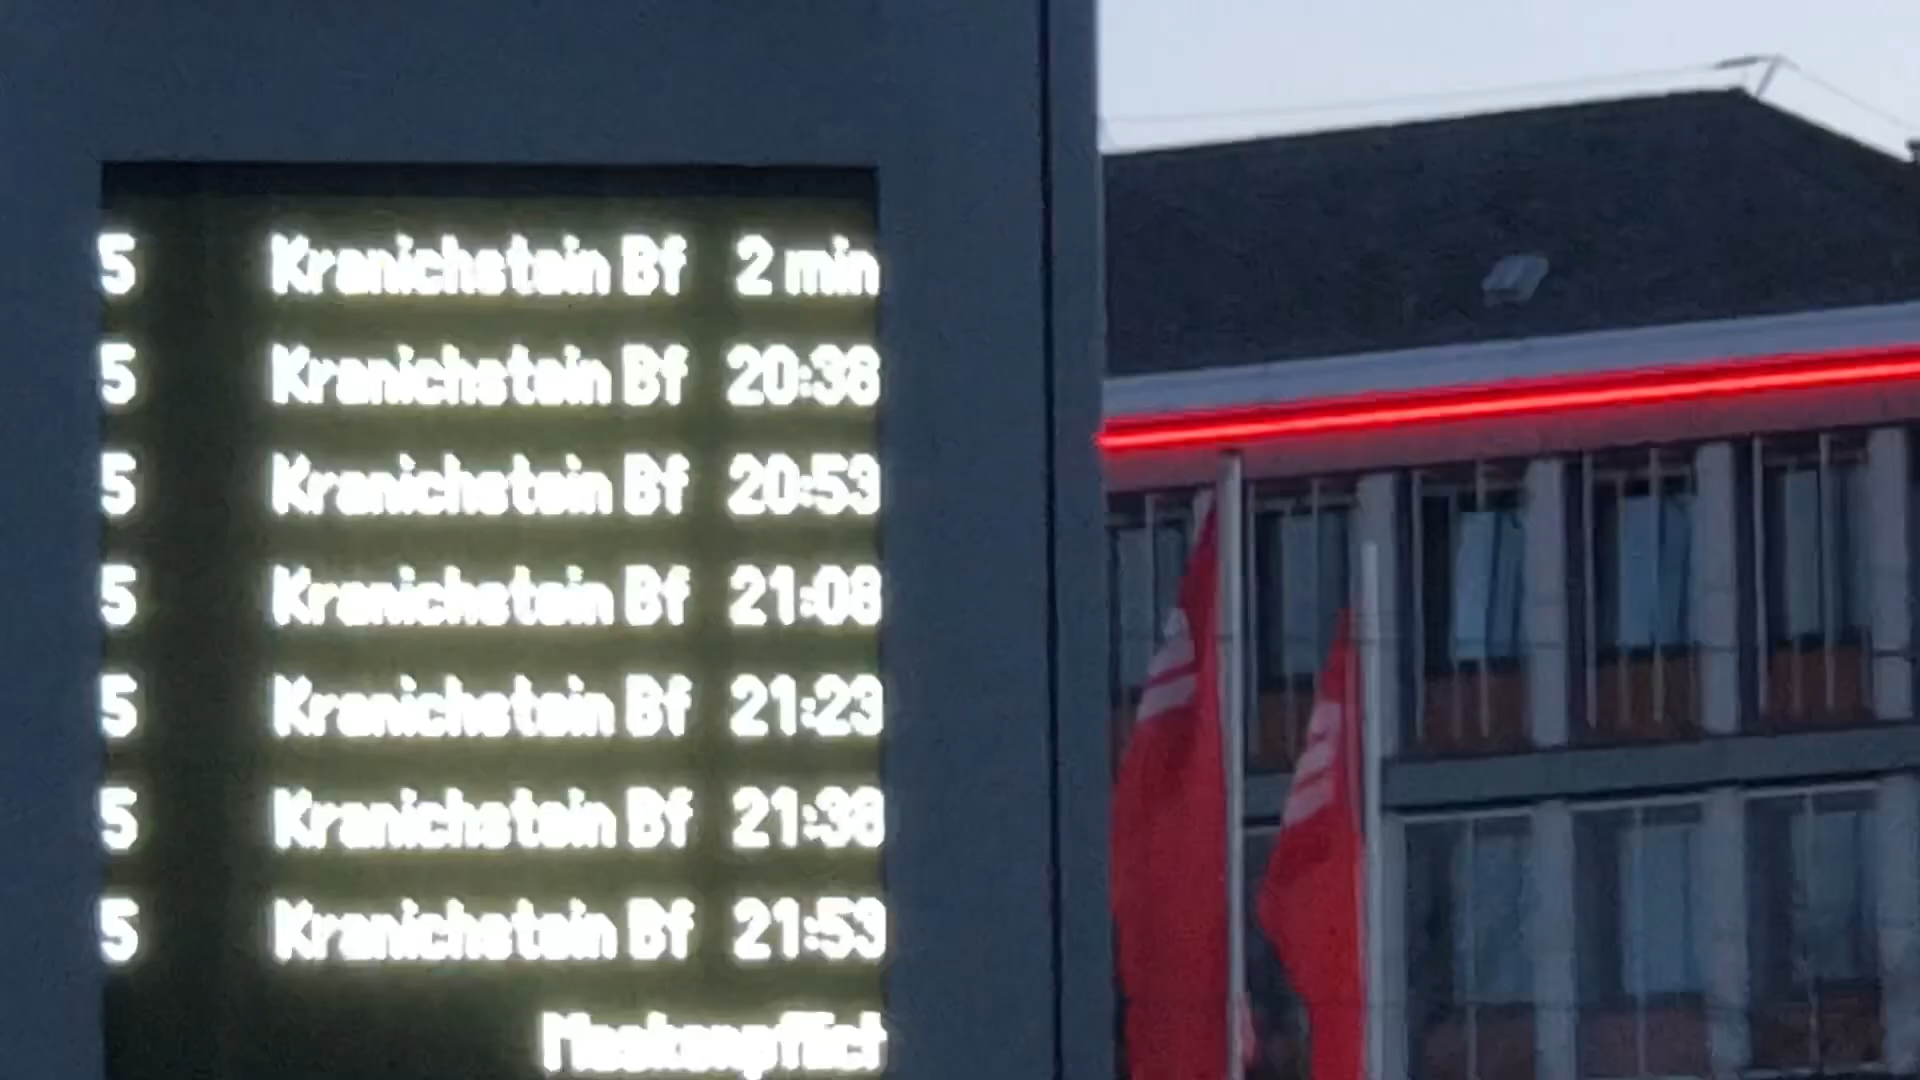 5 Kranichstein Bf 2 min
5 Kranichstein Bf 20:38
5 Kranichstein Bf 20:53
5 Kranichstein Bf 21:08
5 Kranichstein Bf 21:23
5 Kranichstein Bf 21:38
5 Kranichstein Bf 21:53